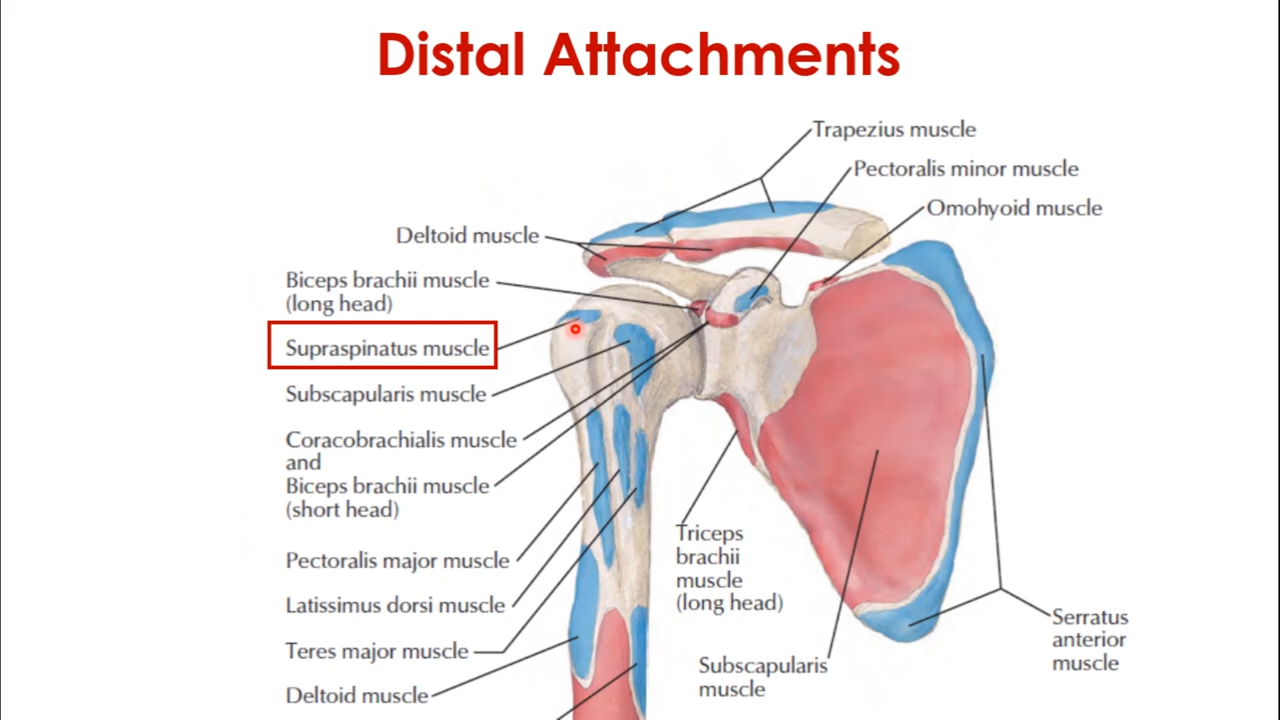 Distal Attachments
Trapezius muscle
Pectoralis minor muscle
Omohyoid muscle
Deltoid muscle
Biceps brachii muscle
(long head)
Supraspinatus muscle
Subscapularis muscle
Coracobrachialis muscle
and
Biceps brachii muscle
(short head)
Pectoralis major muscle
Latissimus dorsi muscle
Teres major muscle
Deltoid muscle
Triceps
brachii
muscle
(long head)
Subscapularis
muscle
Serratus
anterior
muscle